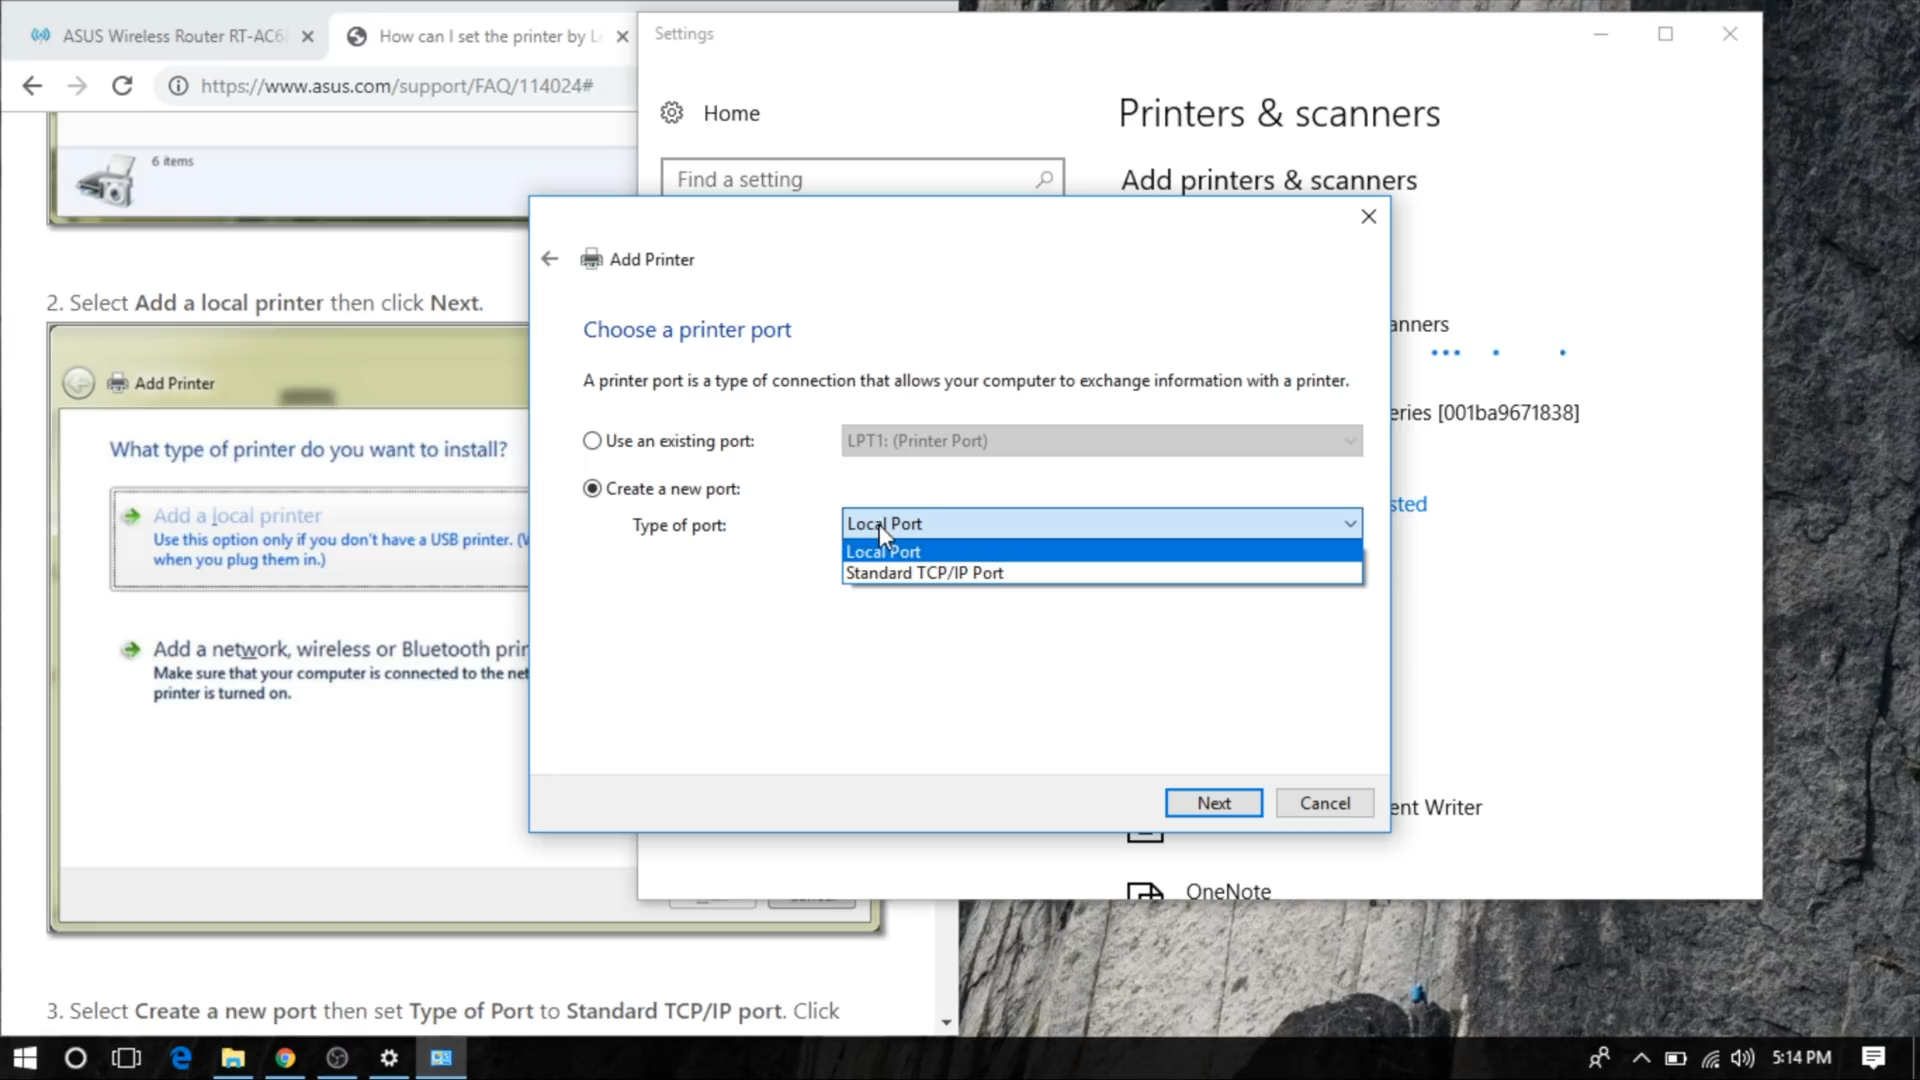 ASUS Wireless Router RT-AC6
How can I set the printer by L
https://www.asus.com/support/FAQ/114024#
6 items
2. Select Add a local printer then click Next.
Add Printer
What type of printer do you want to install?
Add a local printer
Use this option only if you don't have a USB printer. (
when you plug them in.)
Add a network, wireless or Bluetooth prin
Make sure that your computer is connected to the net
printer is turned on.
3. Select Create a new port then set Type of Port to Standard TCP/IP port. Click
Settings
Home
Find a setting
Printers & scanners
Add printers & scanners
anners
eries [001ba9671838]
sted
ent Writer
OneNote
Add Printer
Choose a printer port
A printer port is a type of connection that allows your computer to exchange information with a printer.
Use an existing port:
LPT1: (Printer Port)
Create a new port:
Type of port:
Local Port
Local Port
Standard TCP/IP Port
Next
Cancel
5:14 PM